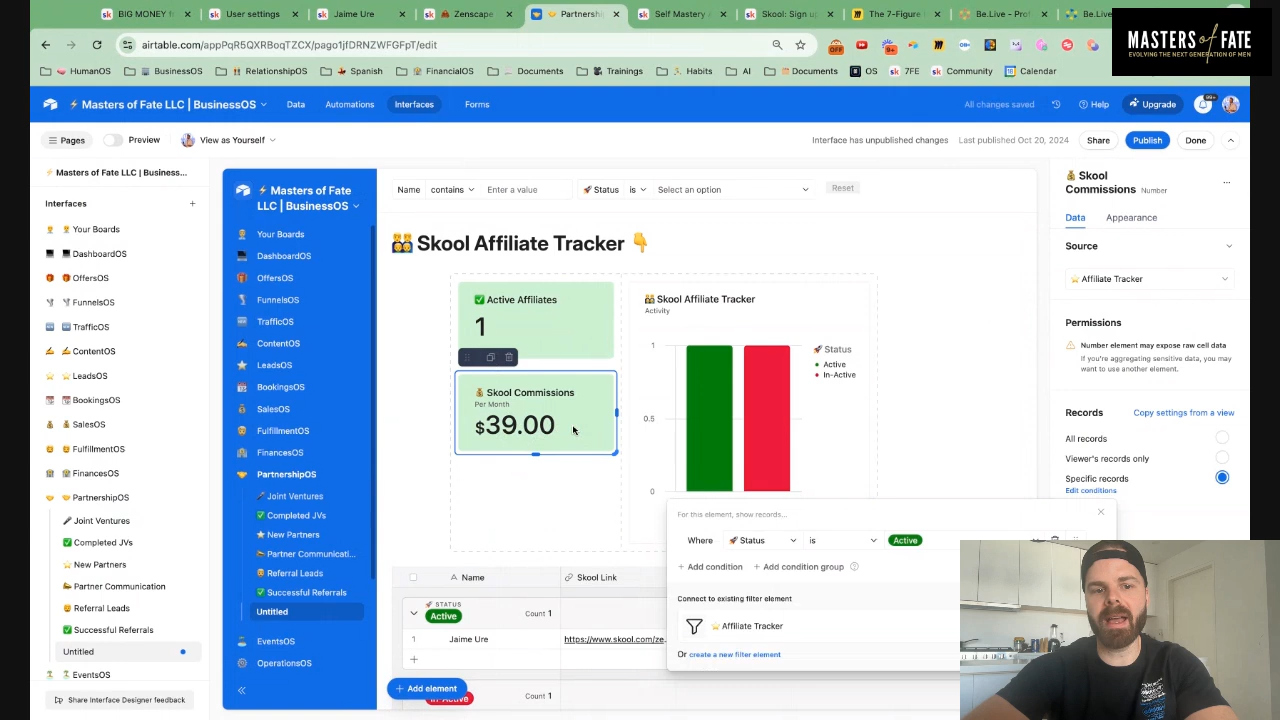 BIG MONEY f
BusinessOS
Jaime Ure
Zenscape
Partnersh
Self Mastery
Skool: Sign u
The 7-Figure
Be.Live - Prof
Be.Li
airtable.com/appPqR5QXRBoqTZCX/pago1jfDRNZWFGFpT/edit
OFF
9+
HumanOS
BusinessOS
RelationshipOS
Spanish
Documents
Trainings
Habits
AI
Documents
OS
7FE
Community
Calendar
MASTERS of FATE
EVOLVING THE NEXT GENERATION OF MEN
Masters of Fate LLC | BusinessOS
Data
Automations
Interfaces
Forms
All changes saved
Help
Upgrade
99+
Pages
Preview
View as Yourself
Interface has unpublished changes
Last published Oct 20, 2024
Share
Publish
Done
Masters of Fate LLC | Business...
Interfaces
Your Boards
DashboardOS
OffersOS
FunnelsOS
TrafficOS
ContentOS
LeadsOS
BookingsOS
SalesOS
FulfillmentOS
FinancesOS
PartnershipOS
Joint Ventures
Completed JVs
New Partners
Partner Communication
Referral Leads
Successful Referrals
Untitled
EventsOS
Share Interface Designer feedback
Masters of Fate
LLC | BusinessOS
Your Boards
DashboardOS
OffersOS
FunnelsOS
TrafficOS
ContentOS
LeadsOS
BookingsOS
SalesOS
FulfillmentOS
FinancesOS
PartnershipOS
Joint Ventures
Completed JVs
New Partners
Partner Communicati...
Referral Leads
Successful Referrals
Untitled
EventsOS
OperationsOS
Name
contains
Enter a value
Status
is
Select an option
Reset
Skool Affiliate Tracker
Active Affiliates
1
Skool Commissions
Per Month
$39.00
Skool Affiliate Tracker
Activity
1
0.5
0
Status
Active
In-Active
Name
Skool Link
STATUS
Active
Count 1
1
Jaime Ure
https://www.skool.com/ze...
In-Active
Count 1
Add element
For this element, show records...
Where
Status
is
Active
Add condition
Add condition group
Connect to existing filter element
Affiliate Tracker
Or create a new filter element
Skool
Commissions
Number
Data
Appearance
Source
Affiliate Tracker
Permissions
Number element may expose raw cell data
If you're aggregating sensitive data, you may
want to use another element.
Records
Copy settings from a view
All records
Viewer's records only
Specific records
Edit conditions